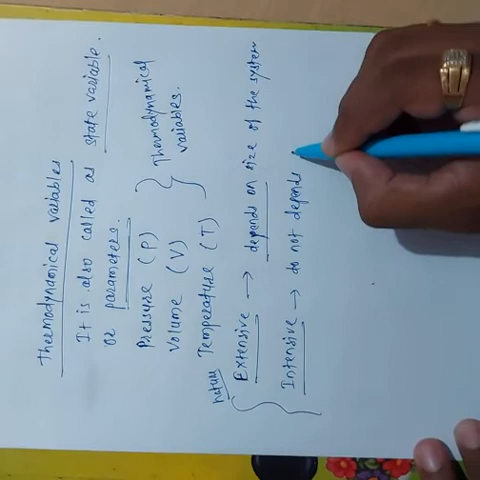 Thermodynamical variables
It is also called as state variable.
or parameters.
Pressure (P)
Volume (V)
Temperature (T)
Thermodynamical
variables.
nature
Extensive → depends on size of the system
Intensive → do not depends